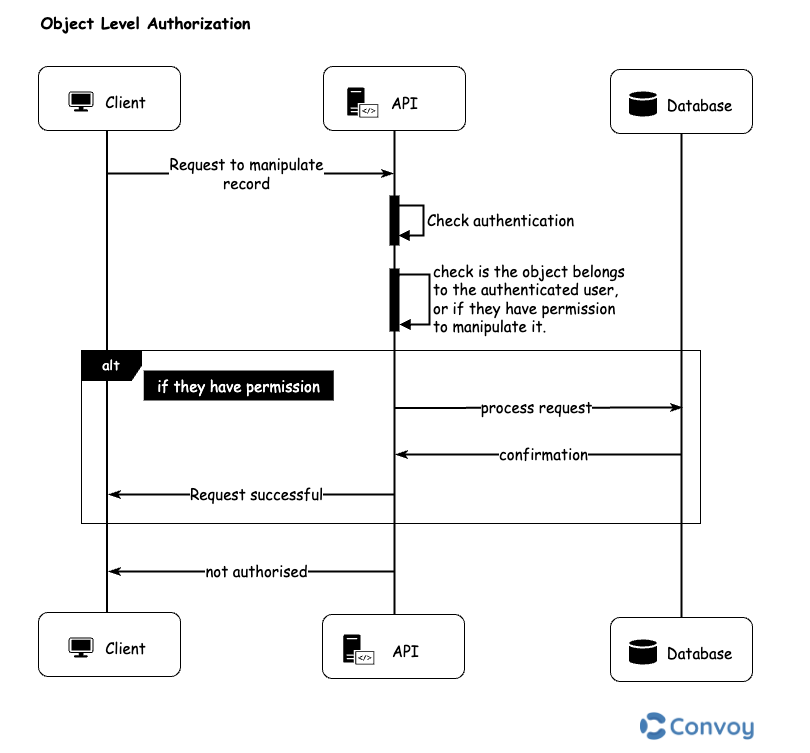 Object Level Authorization
Client
API
Database
Request to manipulate
record
Check authentication
check is the object belongs
to the authenticated user,
or if they have permission
to manipulate it.
alt
if they have permission
process request
confirmation
Request successful
not authorised
Client
API
Database
Convoy